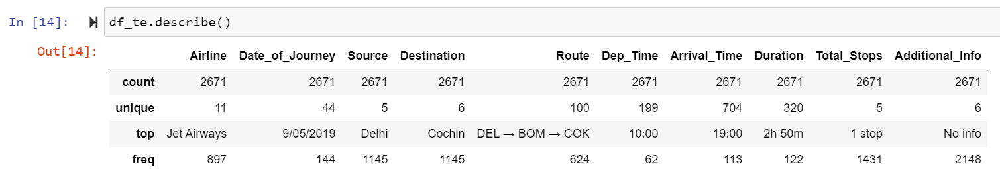 In [14]: df_te.describe()
Out[14]:
Airline Date_of_Journey Source Destination Route Dep_Time Arrival_Time Duration Total_Stops Additional_Info
count 2671 2671 2671 2671 2671 2671 2671 2671 2671 2671
unique 11 44 5 6 100 199 704 320 5 6
top Jet Airways 9/05/2019 Delhi Cochin DEL → BOM → COK 10:00 19:00 2h 50m 1 stop No info
freq 897 144 1145 1145 624 62 113 122 1431 2148